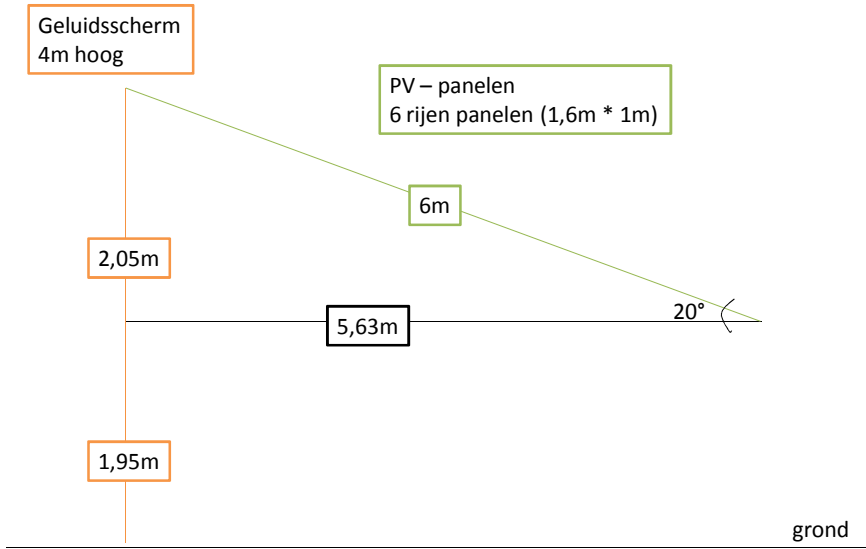 Geluidsscherm
4m hoog
PV – panelen
6 rijen panelen (1,6m * 1m)
6m
2,05m
20°
5,63m
1,95m
grond